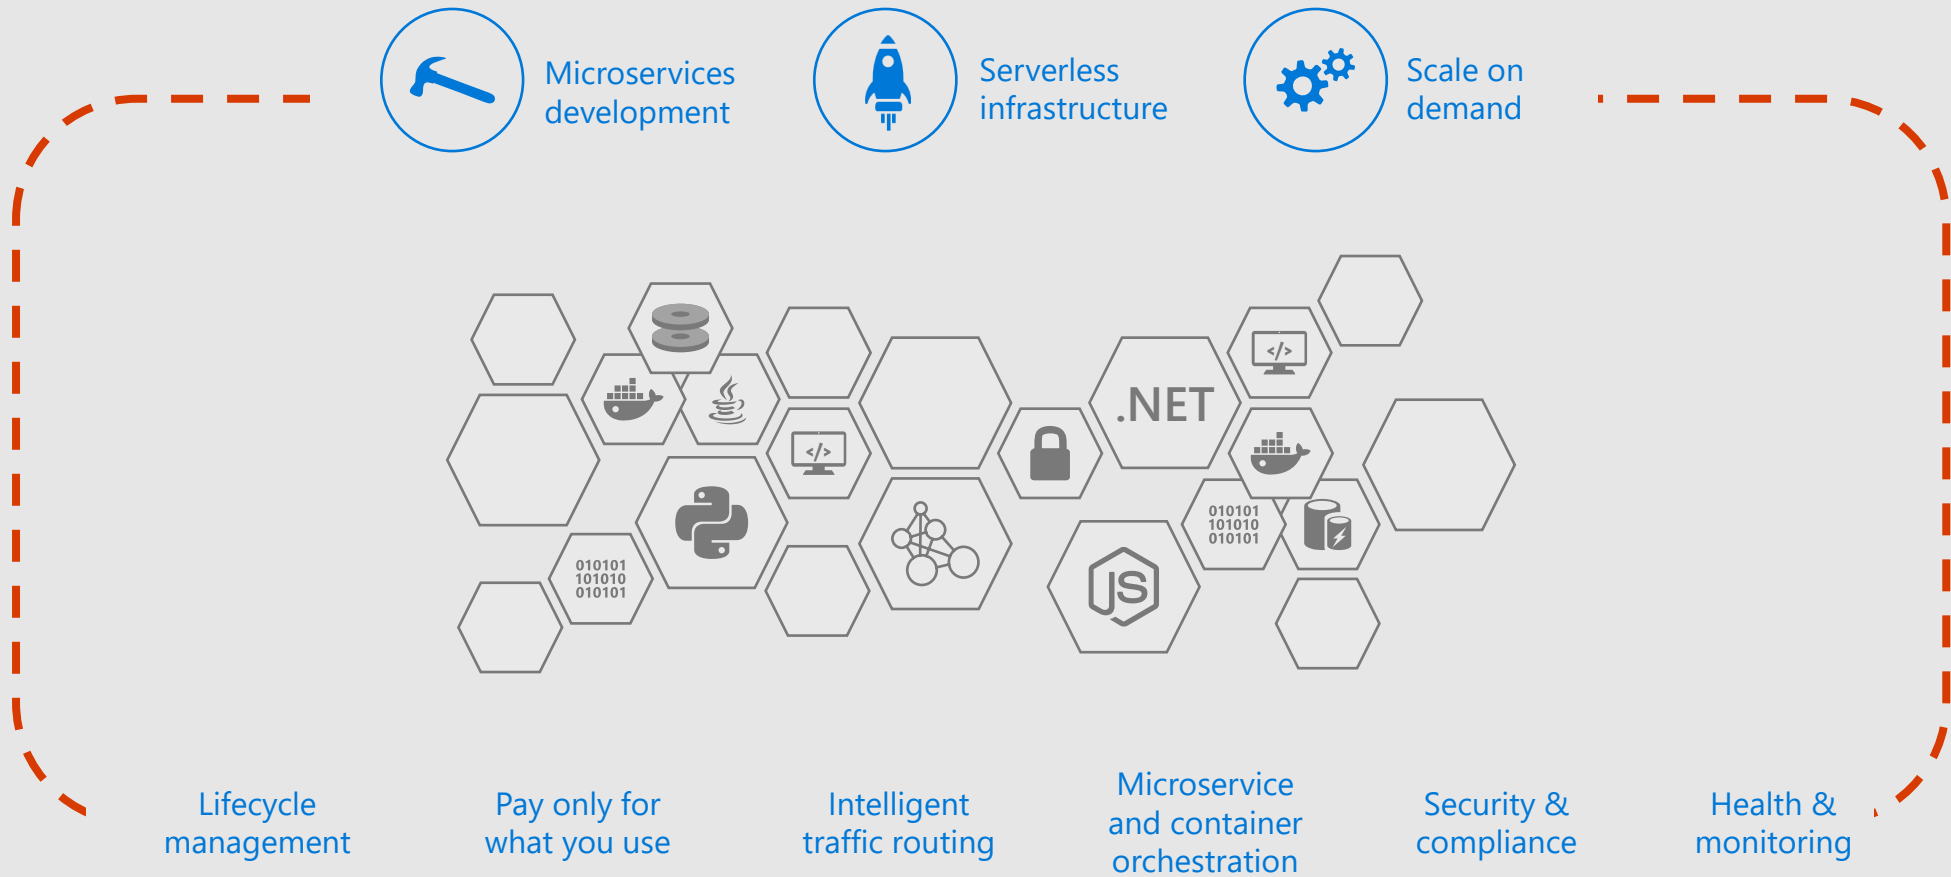 Microservices
development
Serverless
infrastructure
Scale on
demand
</>
.NET
</>
010101
101010
010101
JS
010101
101010
010101
Lifecycle
management
Pay only for
what you use
Intelligent
traffic routing
Microservice
and container
orchestration
Security &
compliance
Health &
monitoring